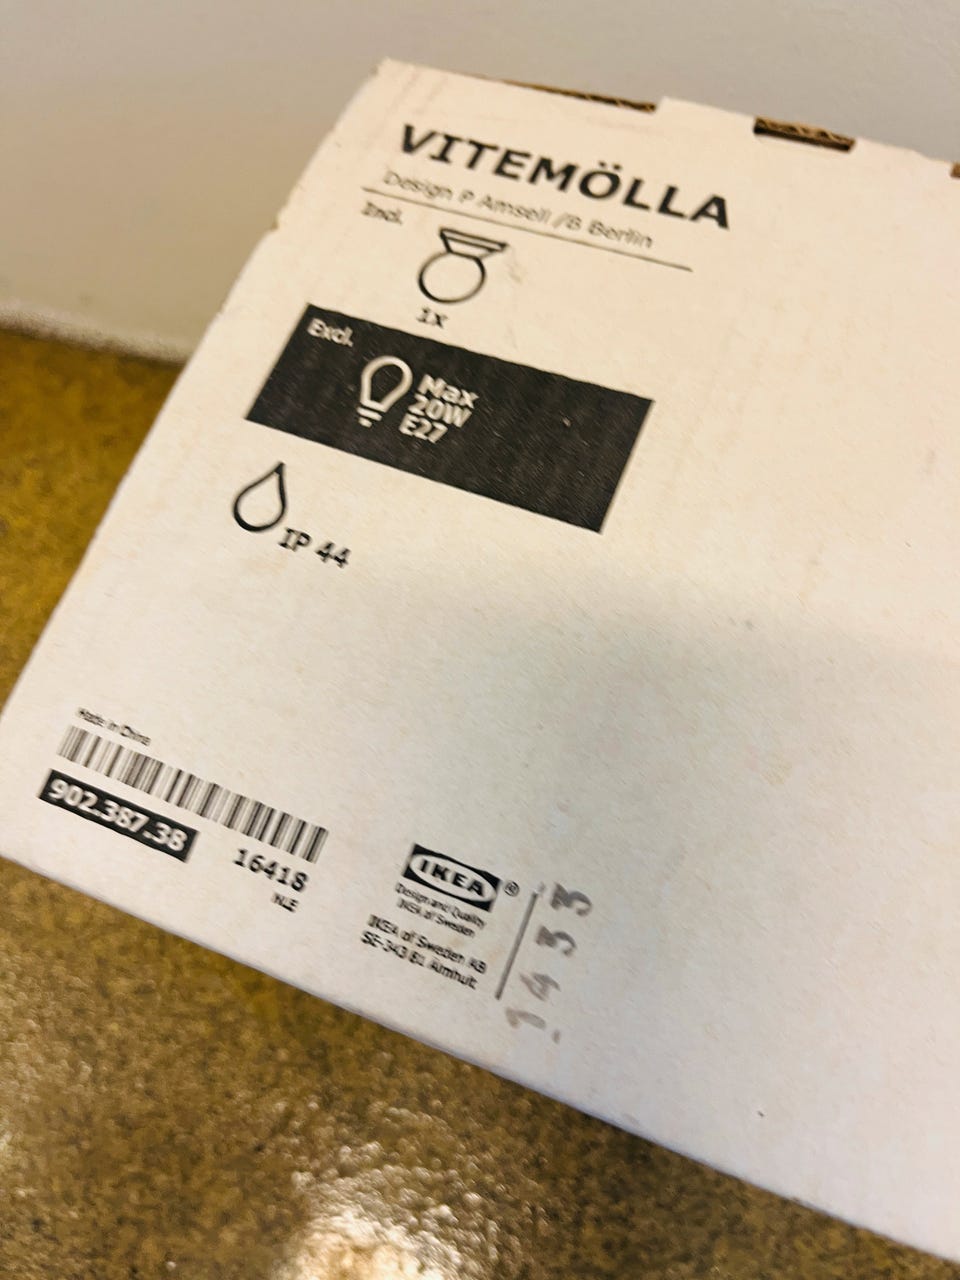 VITEMÖLLA
Design P Amsell /B Berlin
Incl.
1x
Excl.
Max
20W
E27
IP 44
Made in China
902.387.38
16418
IKEA®
Design and Quality
IKEA of Sweden
IKEA of Sweden AB
SE-343 81 Älmhult
1433